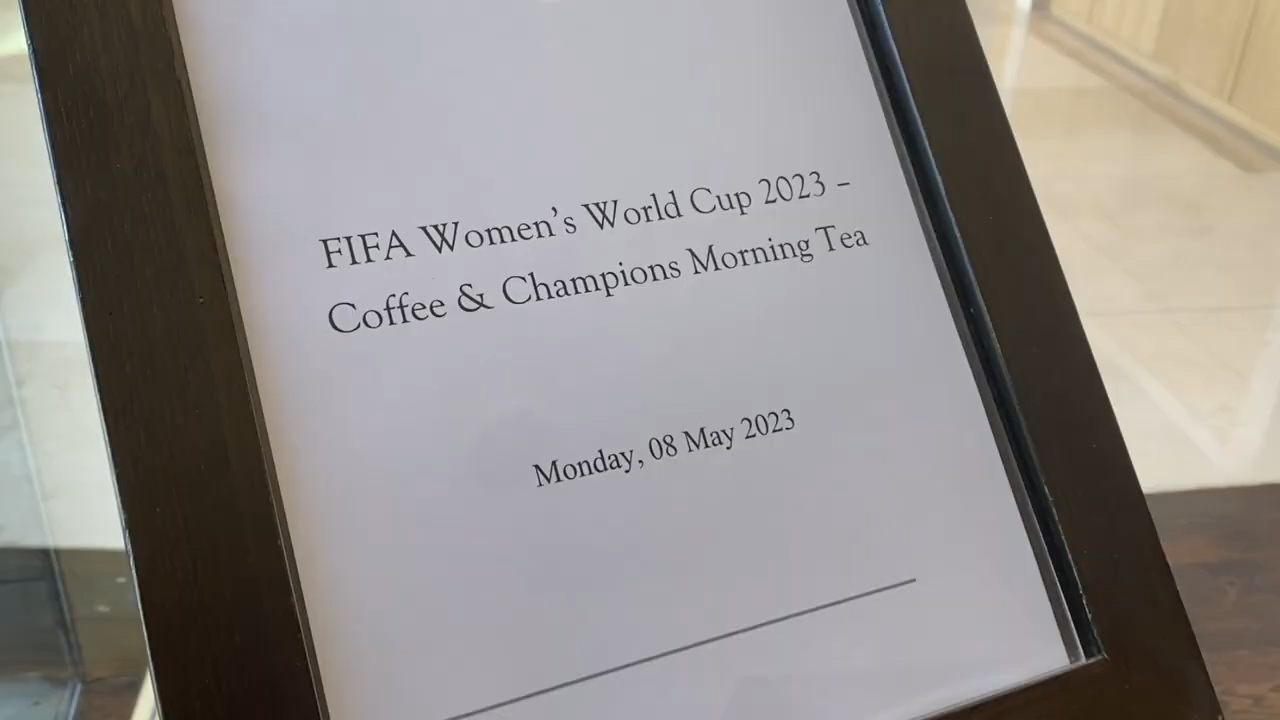 FIFA Women's World Cup 2023 –
Coffee & Champions Morning Tea
Monday, 08 May 2023